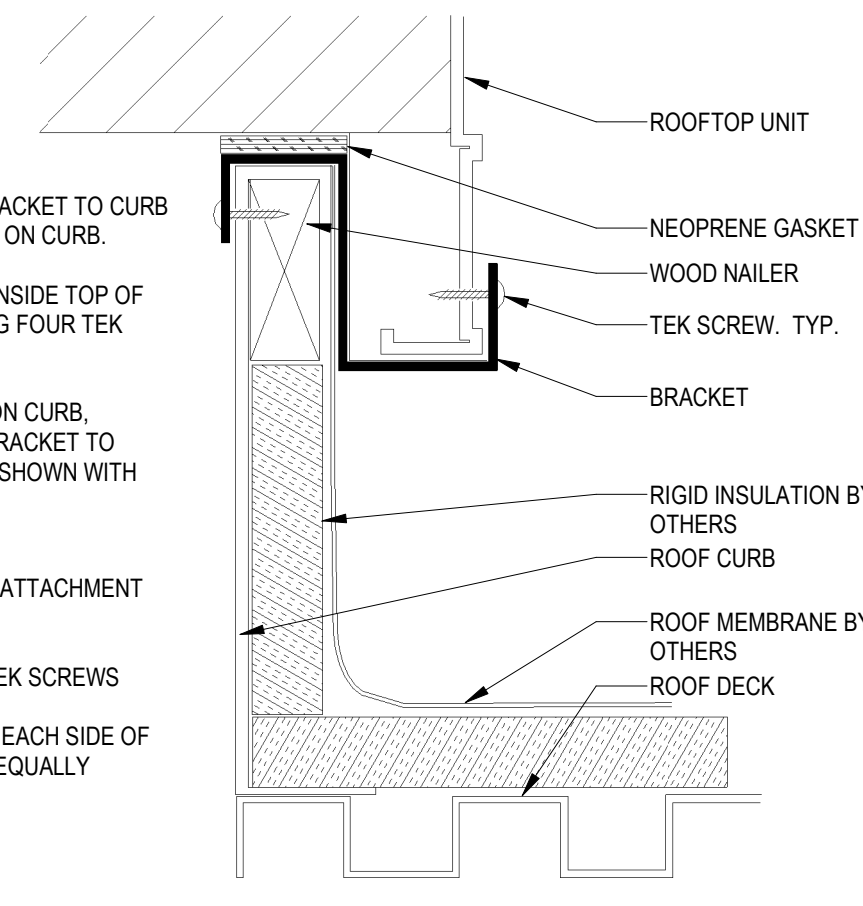 ACKET TO CURB
ON CURB.
NSIDE TOP OF
G FOUR TEK
ON CURB,
RACKET TO
SHOWN WITH
ATTACHMENT
EK SCREWS
EACH SIDE OF
EQUALLY
ROOFTOP UNIT
NEOPRENE GASKET
WOOD NAILER
TEK SCREW. TYP.
BRACKET
RIGID INSULATION BY
OTHERS
ROOF CURB
ROOF MEMBRANE BY
OTHERS
ROOF DECK